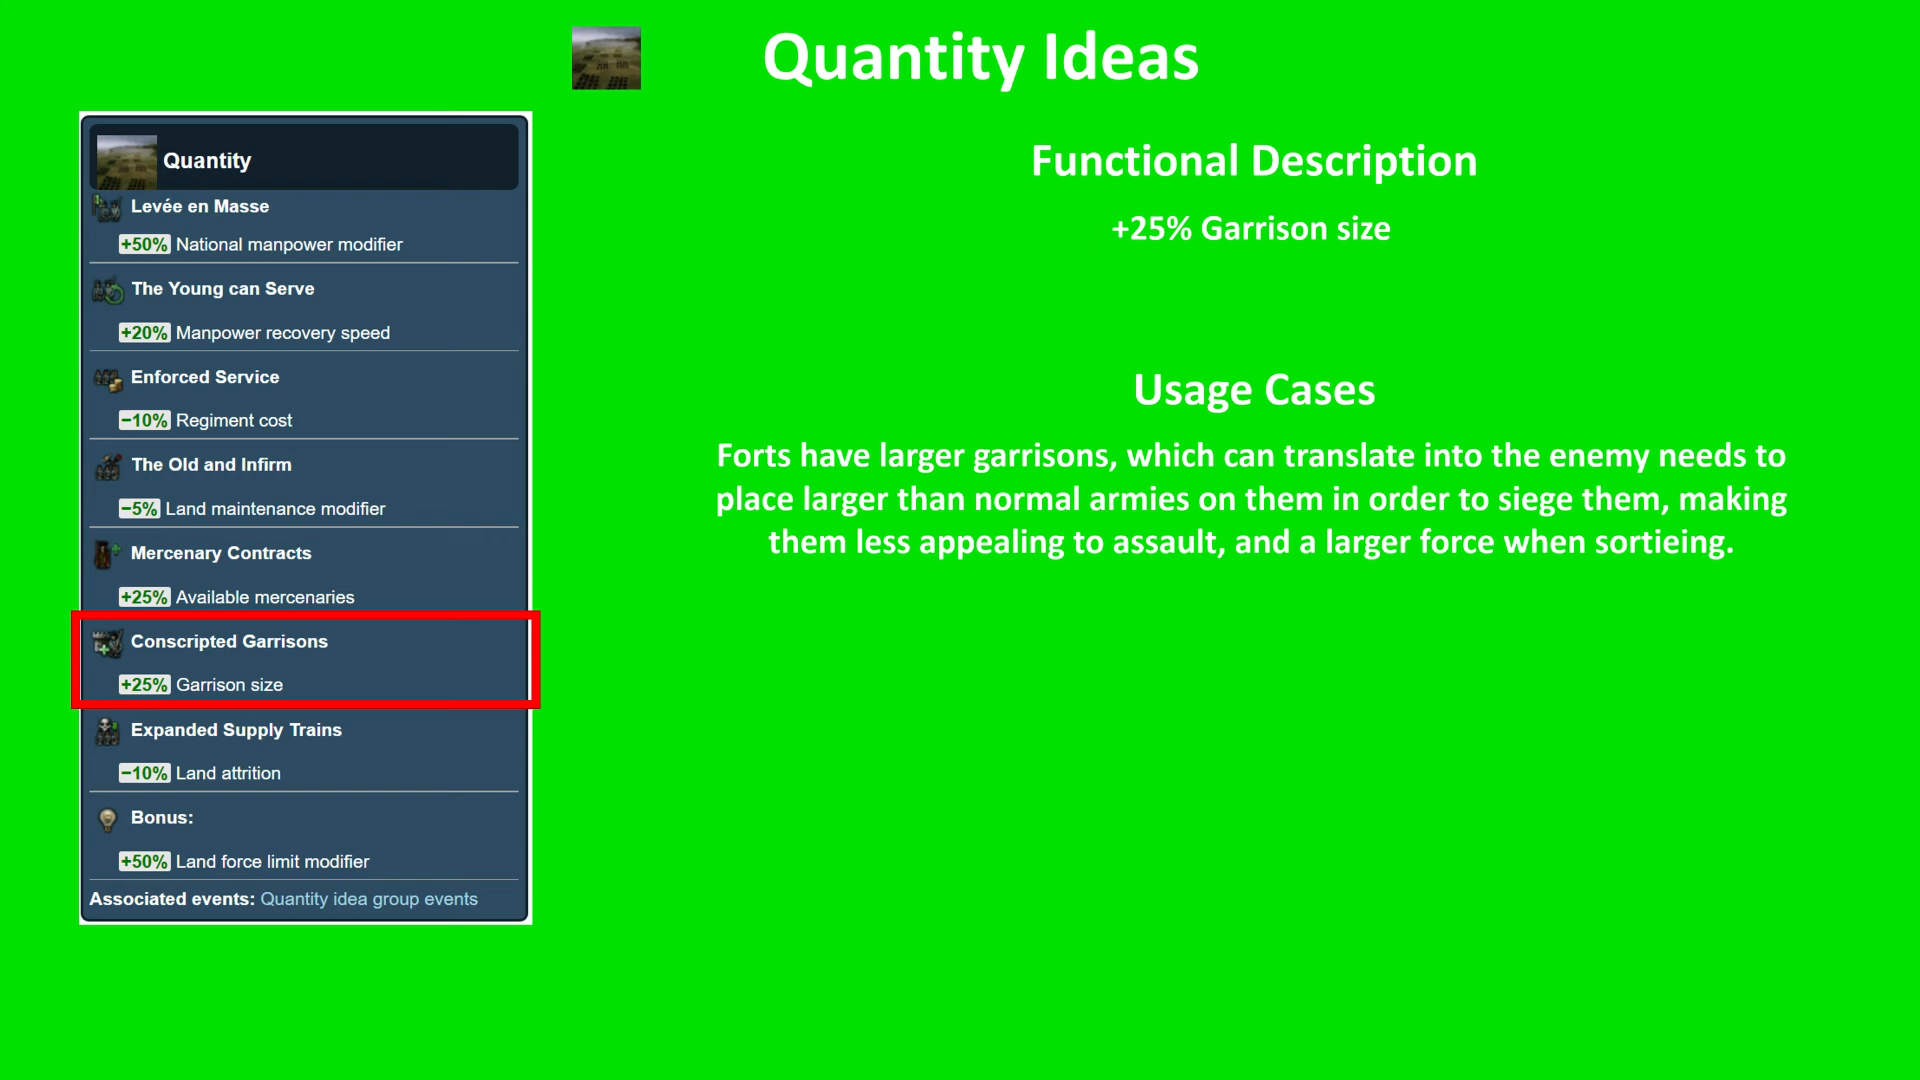 Quantity Ideas
Quantity
Levée en Masse
+50% National manpower modifier
The Young can Serve
+20% Manpower recovery speed
Enforced Service
−10% Regiment cost
The Old and Infirm
−5% Land maintenance modifier
Mercenary Contracts
+25% Available mercenaries
Conscripted Garrisons
+25% Garrison size
Expanded Supply Trains
−10% Land attrition
Bonus:
+50% Land force limit modifier
Associated events: Quantity idea group events
Functional Description
+25% Garrison size
Usage Cases
Forts have larger garrisons, which can translate into the enemy needs to
place larger than normal armies on them in order to siege them, making
them less appealing to assault, and a larger force when sortieing.